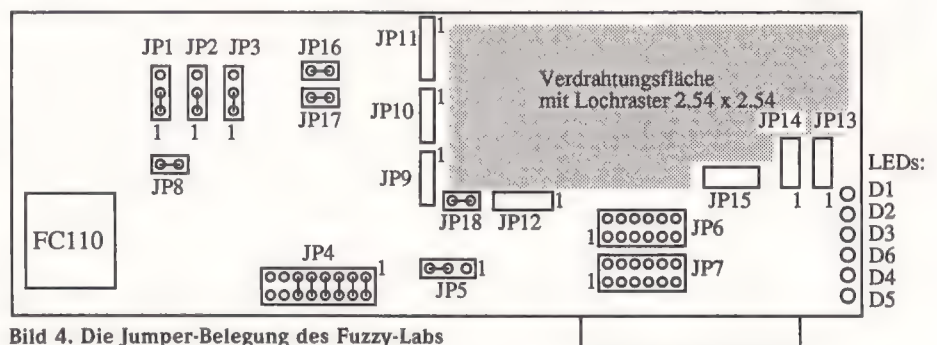 JP1 JP2 JP3
JP16
JP11
1
Verdrahtungsfläche
mit Lochraster 2.54 x 2.54
JP17
1
1
1
JP10
1
JP14
JP13
JP8
JP9
1
LEDs:
JP18
JP12
1
JP15
1
1
D1
D2
D3
D6
D4
D5
FC110
JP4
1
JP5
1
JP6
1
JP7
1
Bild 4. Die Jumper-Belegung des Fuzzy-Labs